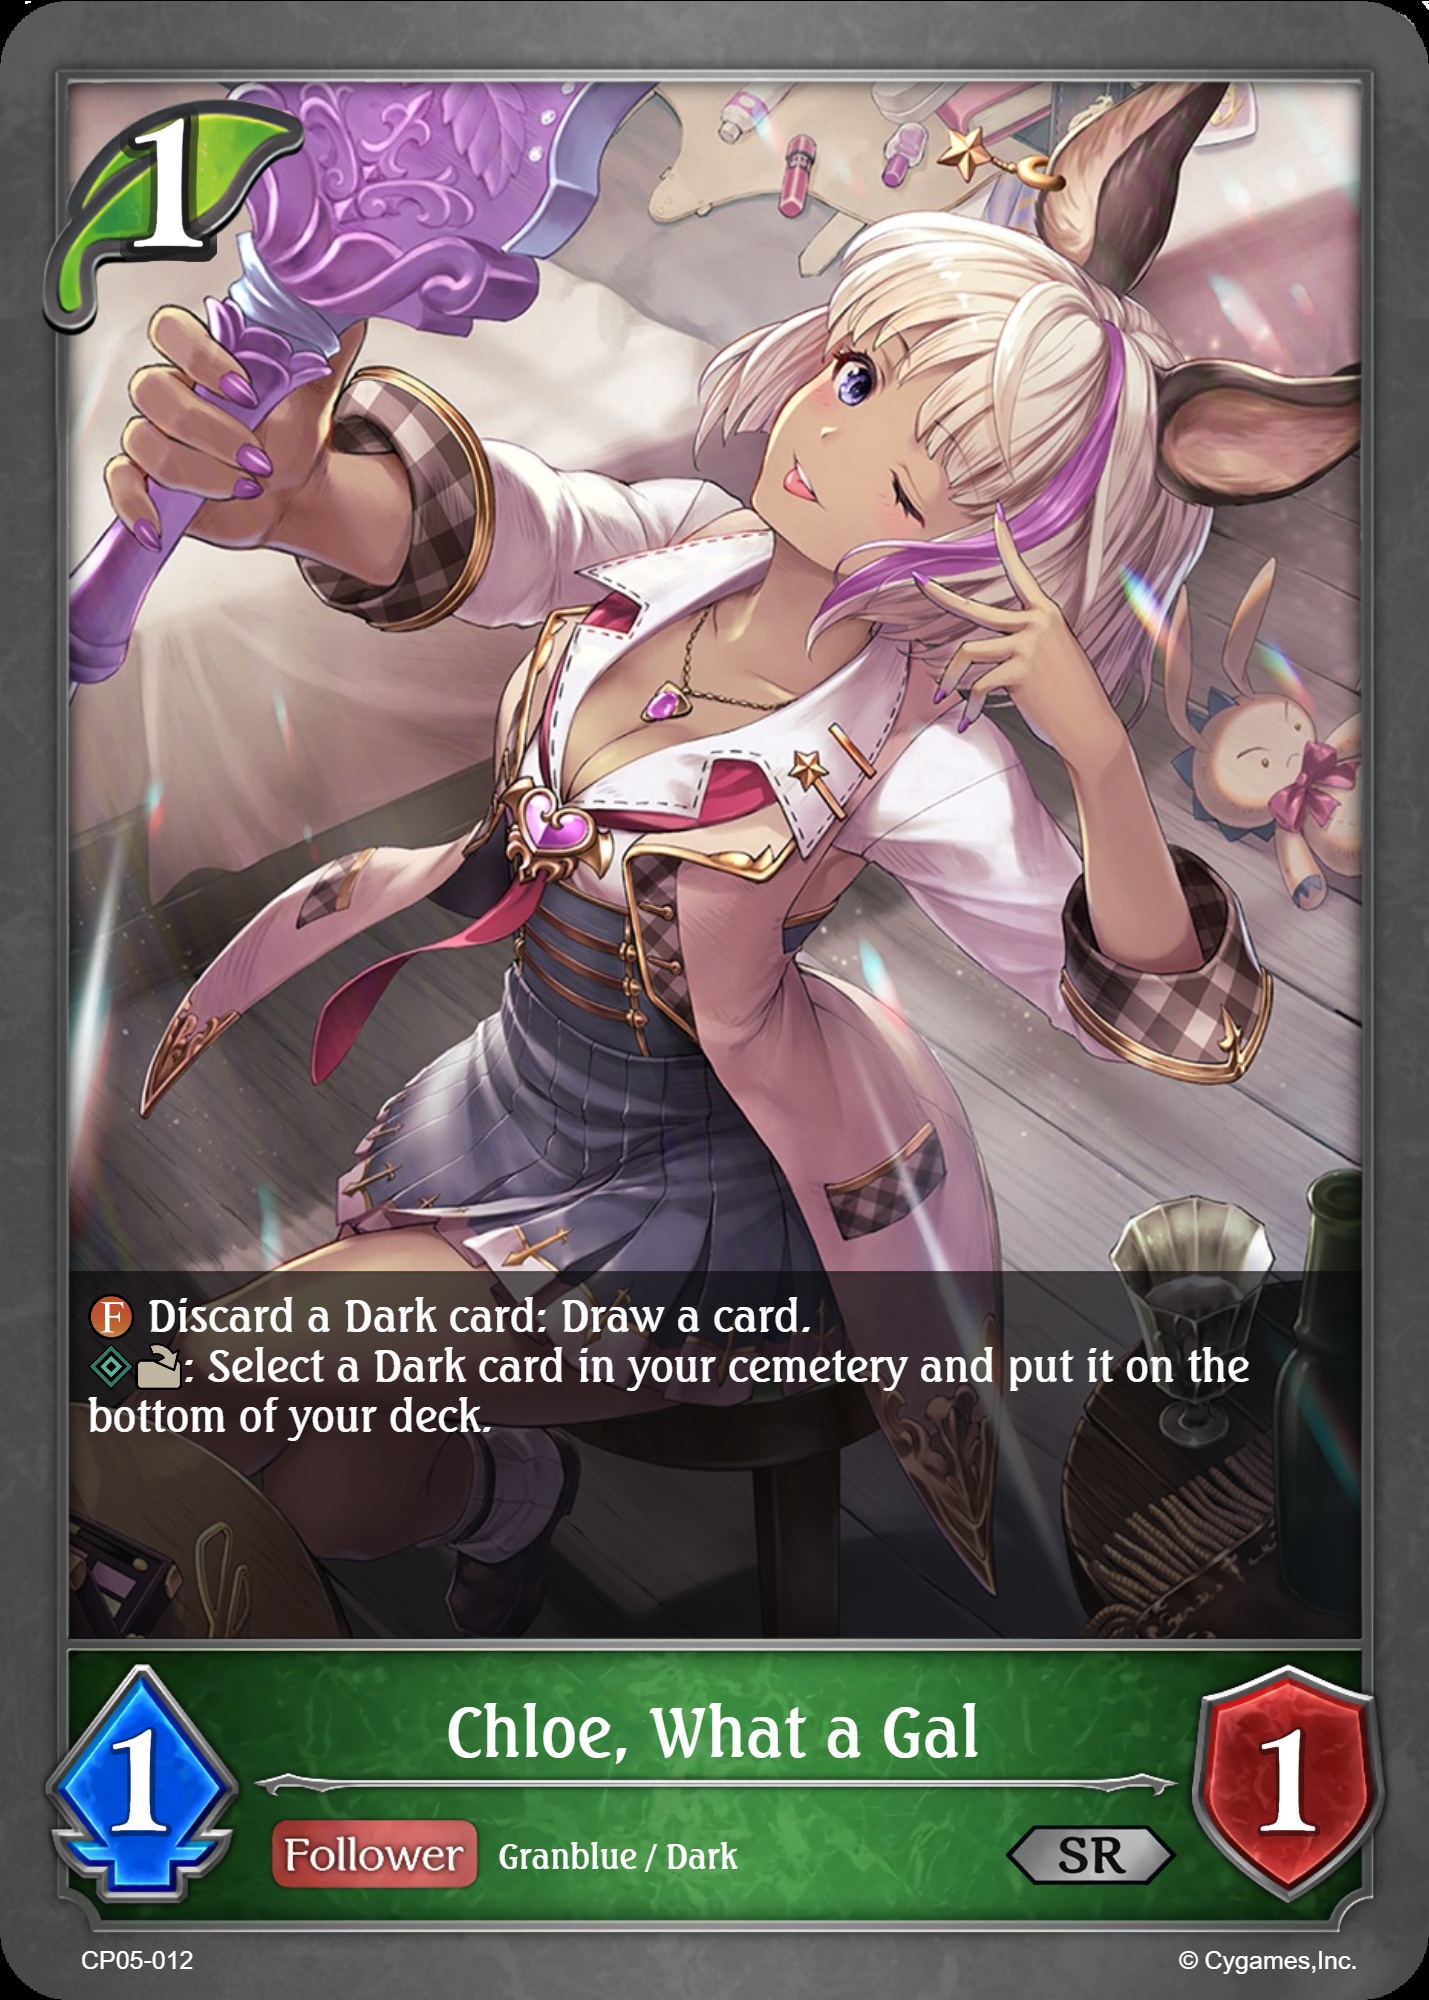 1
F Discard a Dark card: Draw a card.
: Select a Dark card in your cemetery and put it on the
bottom of your deck.
Chloe, What a Gal
1
1
Follower Granblue / Dark SR
CP05-012 © Cygames,Inc.